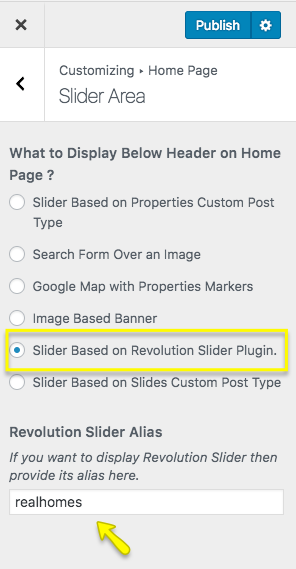 Publish
Customizing ▸ Home Page
Slider Area
What to Display Below Header on Home
Page ?
Slider Based on Properties Custom Post
Type
Search Form Over an Image
Google Map with Properties Markers
Image Based Banner
Slider Based on Revolution Slider Plugin.
Slider Based on Slides Custom Post Type
Revolution Slider Alias
If you want to display Revolution Slider then
provide its alias here.
realhomes